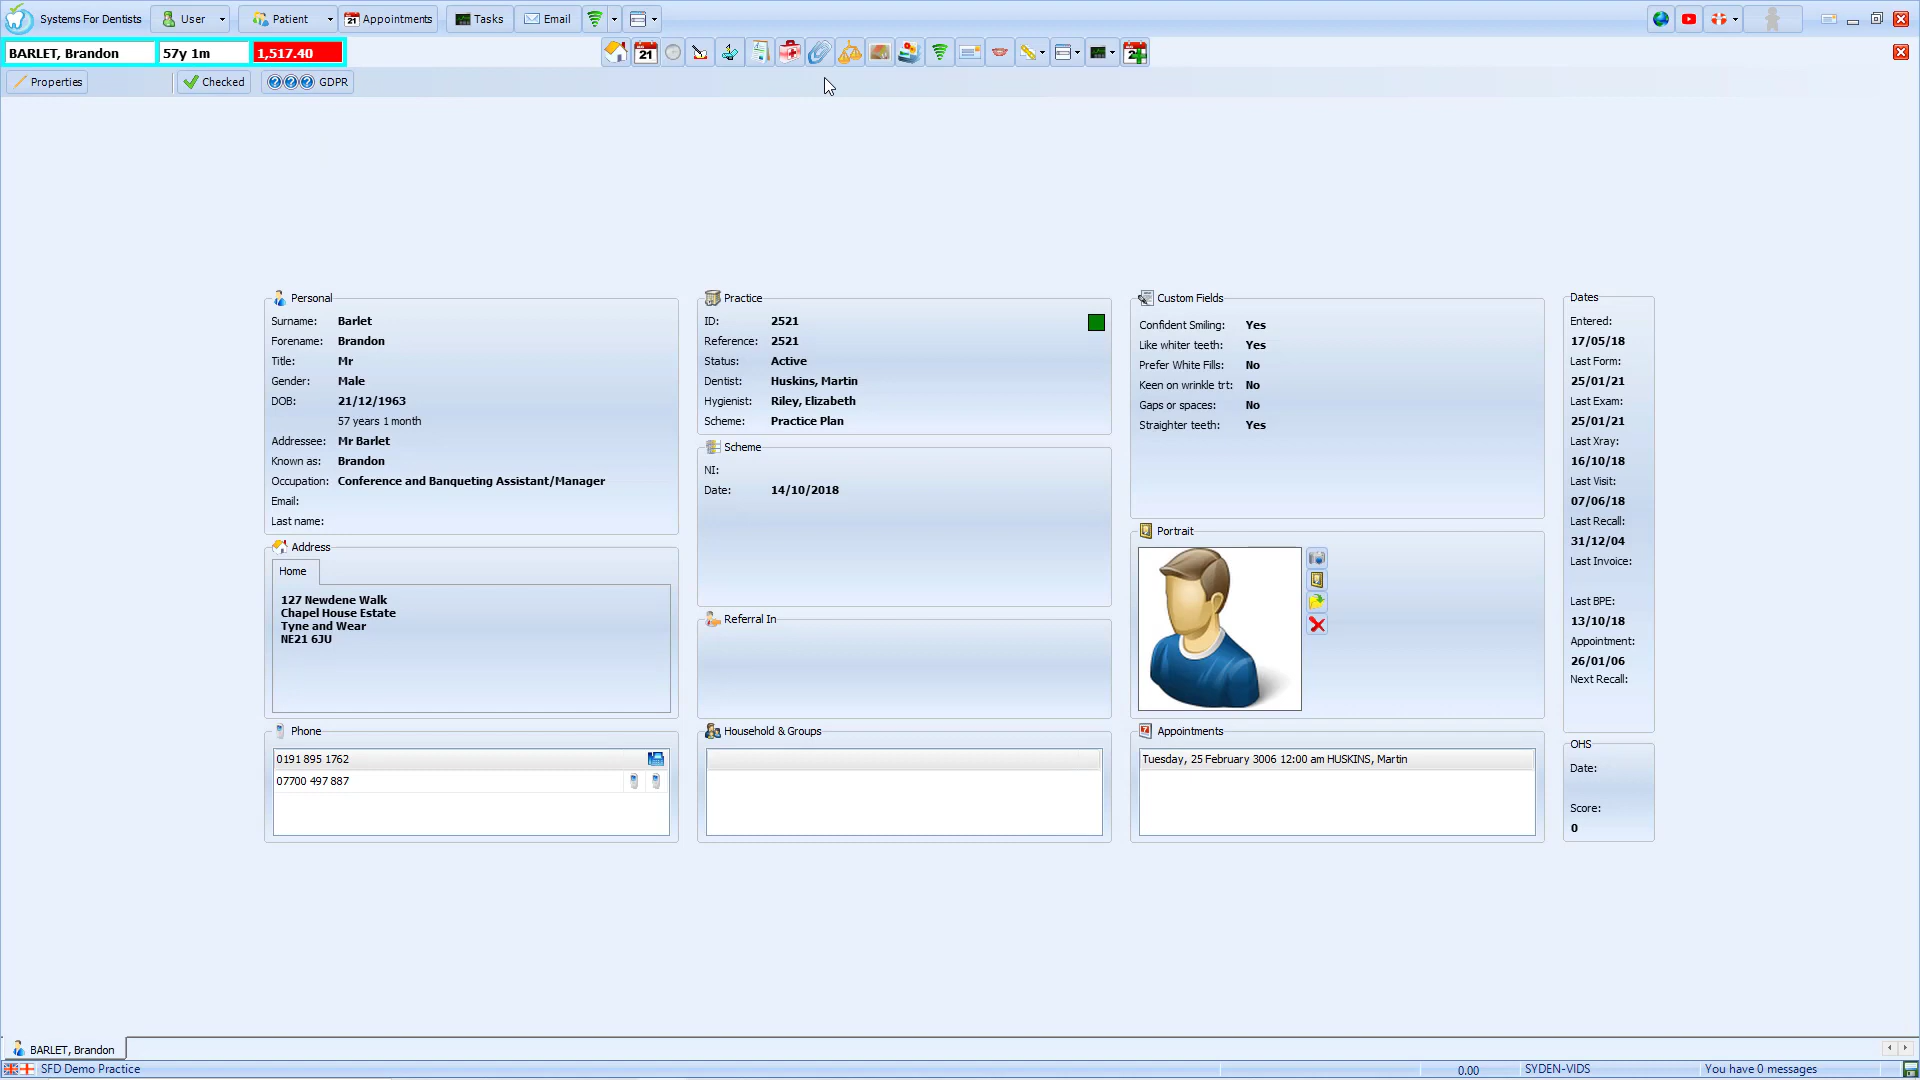 Systems For Dentists
User
Patient
21
Appointments
Tasks
Email
BARLET, Brandon
57y 1m
1,517.40
21
Properties
Checked
??? GDPR
Personal
Surname: Barlet
Forename: Brandon
Title: Mr
Gender: Male
DOB: 21/12/1963
57 years 1 month
Addressee: Mr Barlet
Known as: Brandon
Occupation: Conference and Banqueting Assistant/Manager
Email:
Last name:
Address
Home
127 Newdene Walk
Chapel House Estate
Tyne and Wear
NE21 6JU
Phone
0191 895 1762
07700 497 887
Practice
ID: 2521
Reference: 2521
Status: Active
Dentist: Huskins, Martin
Hygienist: Riley, Elizabeth
Scheme: Practice Plan
Scheme
NI:
Date: 14/10/2018
Referral In
Household & Groups
Custom Fields
Confident Smiling: Yes
Like whiter teeth: Yes
Prefer White Fills: No
Keen on wrinkle trt: No
Gaps or spaces: No
Straighter teeth: Yes
Portrait
Appointments
Tuesday, 25 February 3006 12:00 am HUSKINS, Martin
Dates
Entered:
17/05/18
Last Form:
25/01/21
Last Exam:
25/01/21
Last Xray:
16/10/18
Last Visit:
07/06/18
Last Recall:
31/12/04
Last Invoice:
Last BPE:
13/10/18
Appointment:
26/01/06
Next Recall:
OHS
Date:
Score:
0
BARLET, Brandon
SFD Demo Practice
0.00
SYDEN-VIDS
You have 0 messages